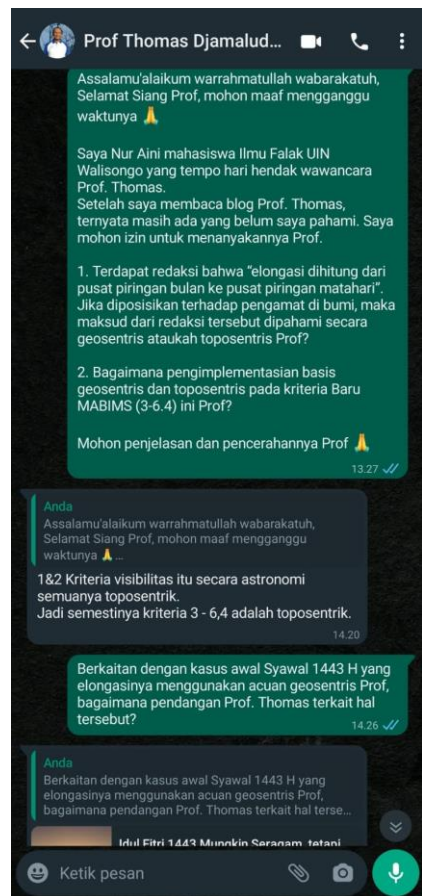 Prof Thomas Djamalud...
Assalamu'alaikum warrahmatullah wabarakatuh,
Selamat Siang Prof, mohon maaf mengganggu
waktunya 🙏
Saya Nur Aini mahasiswa Ilmu Falak UIN
Walisongo yang tempo hari hendak wawancara
Prof. Thomas.
Setelah saya membaca blog Prof. Thomas,
ternyata masih ada yang belum saya pahami. Saya
mohon izin untuk menanyakannya Prof.
1. Terdapat redaksi bahwa "elongasi dihitung dari
pusat piringan bulan ke pusat piringan matahari".
Jika diposisikan terhadap pengamat di bumi, maka
maksud dari redaksi tersebut dipahami secara
geosentris ataukah toposentris Prof?
2. Bagaimana pengimplementasian basis
geosentris dan toposentris pada kriteria Baru
MABIMS (3-6.4) ini Prof?
Mohon penjelasan dan pencerahannya Prof 🙏
13.27
Anda
Assalamu'alaikum warrahmatullah wabarakatuh,
Selamat Siang Prof, mohon maaf mengganggu
waktunya 🙏 ...
1&2 Kriteria visibilitas itu secara astronomi
semuanya toposentrik.
Jadi semestinya kriteria 3 - 6,4 adalah toposentrik.
14.20
Berkaitan dengan kasus awal Syawal 1443 H yang
elongasinya menggunakan acuan geosentris Prof,
bagaimana pendangan Prof. Thomas terkait hal
tersebut?
14.26
Anda
Berkaitan dengan kasus awal Syawal 1443 H yang
elongasinya menggunakan acuan geosentris Prof,
bagaimana pendangan Prof. Thomas terkait hal terse...
Idul Fitri 1443 Mungkin Seragam, tetapi
Ketik pesan